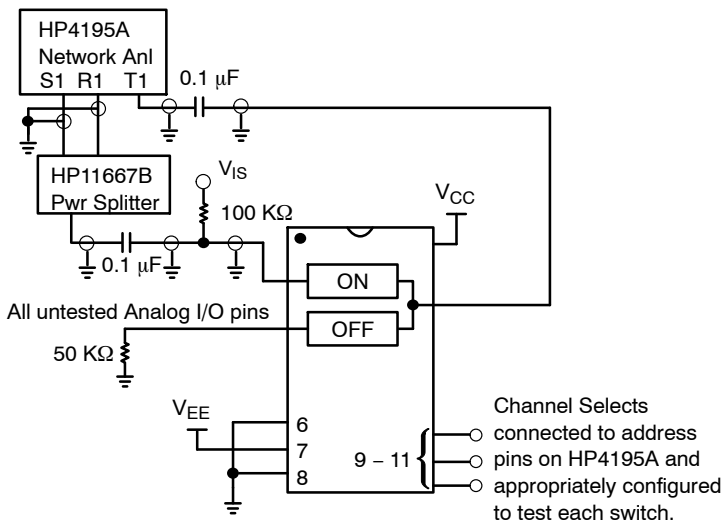 HP4195A
Network Anl
S1 R1 T1
0.1 μF
HP11667B
Pwr Splitter
VIS
100 KΩ
VCC
0.1 μF
ON
All untested Analog I/O pins
OFF
50 KΩ
VEE
6
7
8
9 – 11
Channel Selects
connected to address
pins on HP4195A and
appropriately configured
to test each switch.